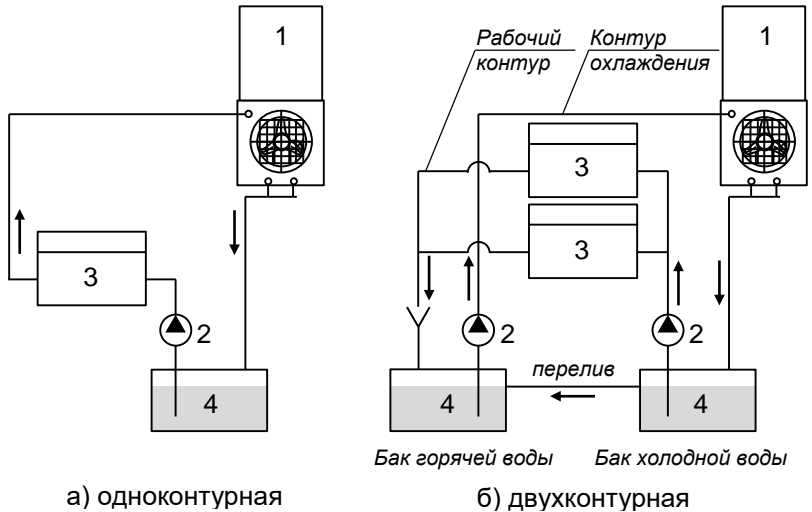 1
3
2
4
а) одноконтурная
Рабочий
контур
Контур
охлаждения
1
3
3
2
2
перелив
4
4
Бак горячей воды
Бак холодной воды
б) двухконтурная